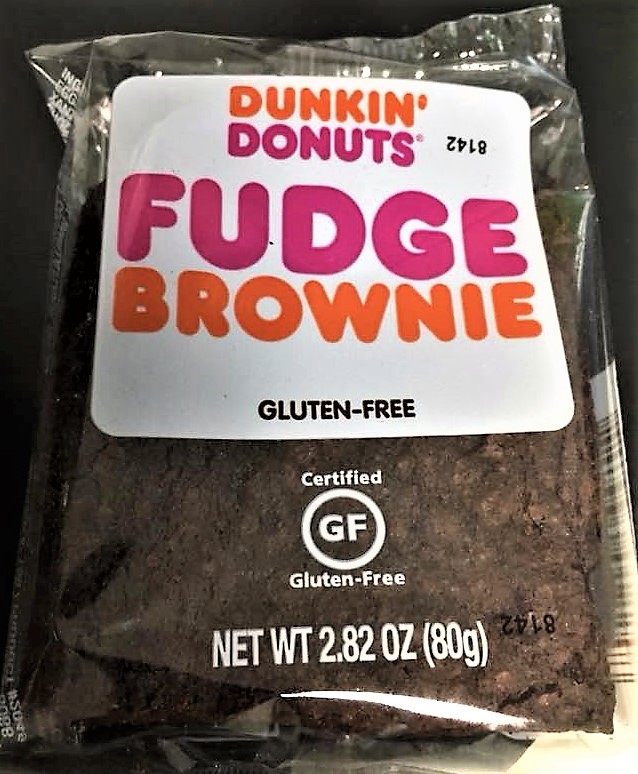 DUNKIN'
DONUTS®
8142
FUDGE
BROWNIE
GLUTEN-FREE
Certified
GF
Gluten-Free
NET WT 2.82 OZ (80g)
8142